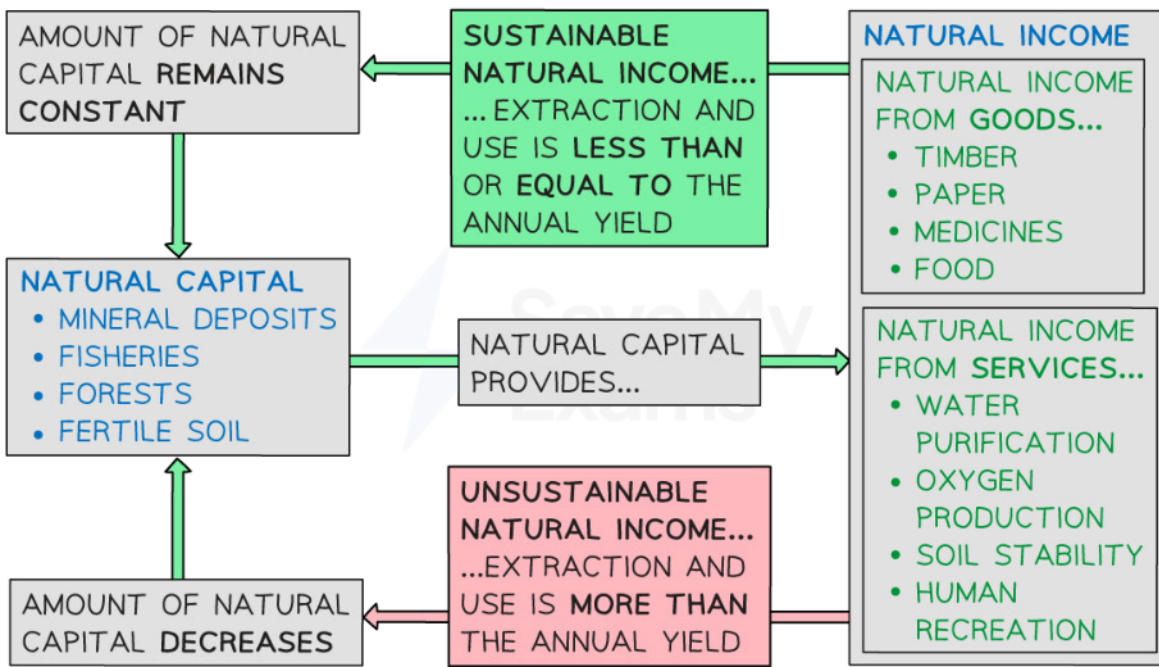 AMOUNT OF NATURAL
CAPITAL REMAINS
CONSTANT
SUSTAINABLE
NATURAL INCOME...
... EXTRACTION AND
USE IS LESS THAN
OR EQUAL TO THE
ANNUAL YIELD
NATURAL INCOME
NATURAL INCOME
FROM GOODS...
• TIMBER
• PAPER
• MEDICINES
• FOOD
NATURAL CAPITAL
• MINERAL DEPOSITS
• FISHERIES
• FORESTS
• FERTILE SOIL
NATURAL CAPITAL
PROVIDES...
Save My
Exams
NATURAL INCOME
FROM SERVICES...
• WATER
PURIFICATION
• OXYGEN
PRODUCTION
• SOIL STABILITY
• HUMAN
RECREATION
UNSUSTAINABLE
NATURAL INCOME...
...EXTRACTION AND
USE IS MORE THAN
THE ANNUAL YIELD
AMOUNT OF NATURAL
CAPITAL DECREASES